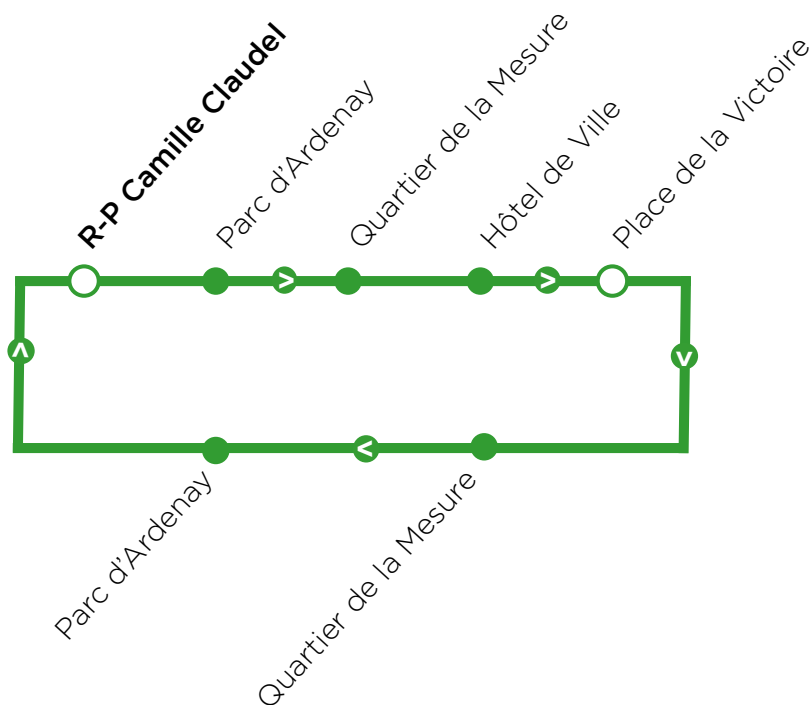 R-P Camille Claudel
Parc d'Ardenay
Quartier de la Mesure
Hôtel de Ville
Place de la Victoire
Parc d'Ardenay
Quartier de la Mesure